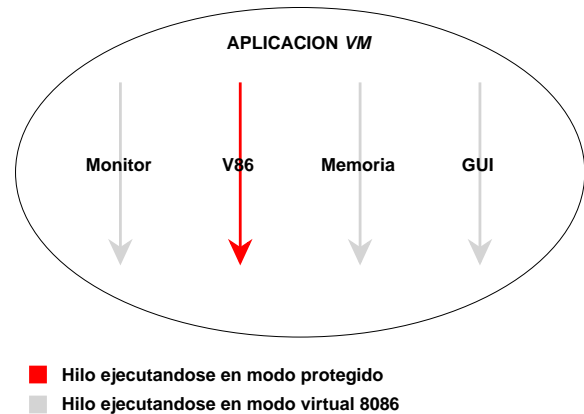 APLICACION VM
Monitor V86 Memoria GUI
Hilo ejecutandose en modo protegido
Hilo ejecutandose en modo virtual 8086